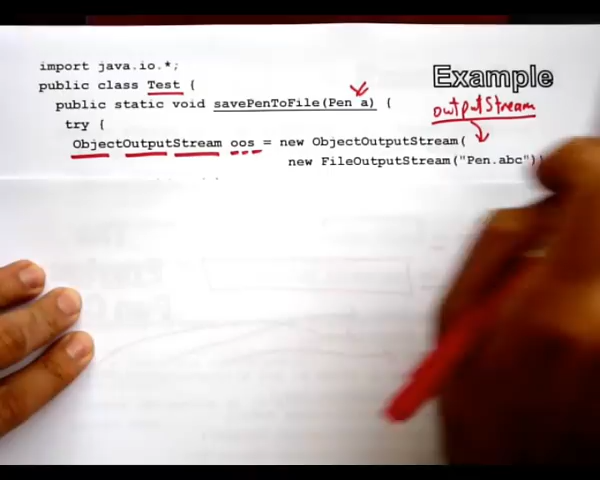 import java.io.*;
Example
public class Test {
public static void savePenToFile(Pen a) {
outputStream
try {
ObjectOutputStream oos = new ObjectOutputStream(
new FileOutputStream("Pen.abc")